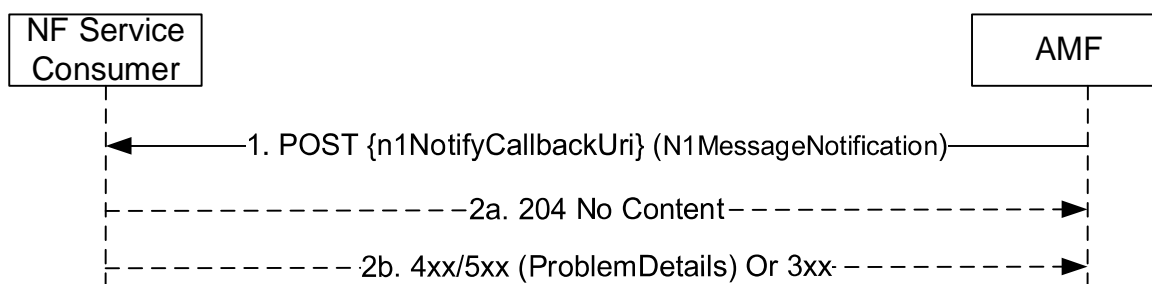 NF Service
Consumer
AMF
1. POST {n1NotifyCallbackUri} (N1MessageNotification)
2a. 204 No Content
2b. 4xx/5xx (ProblemDetails) Or 3xx